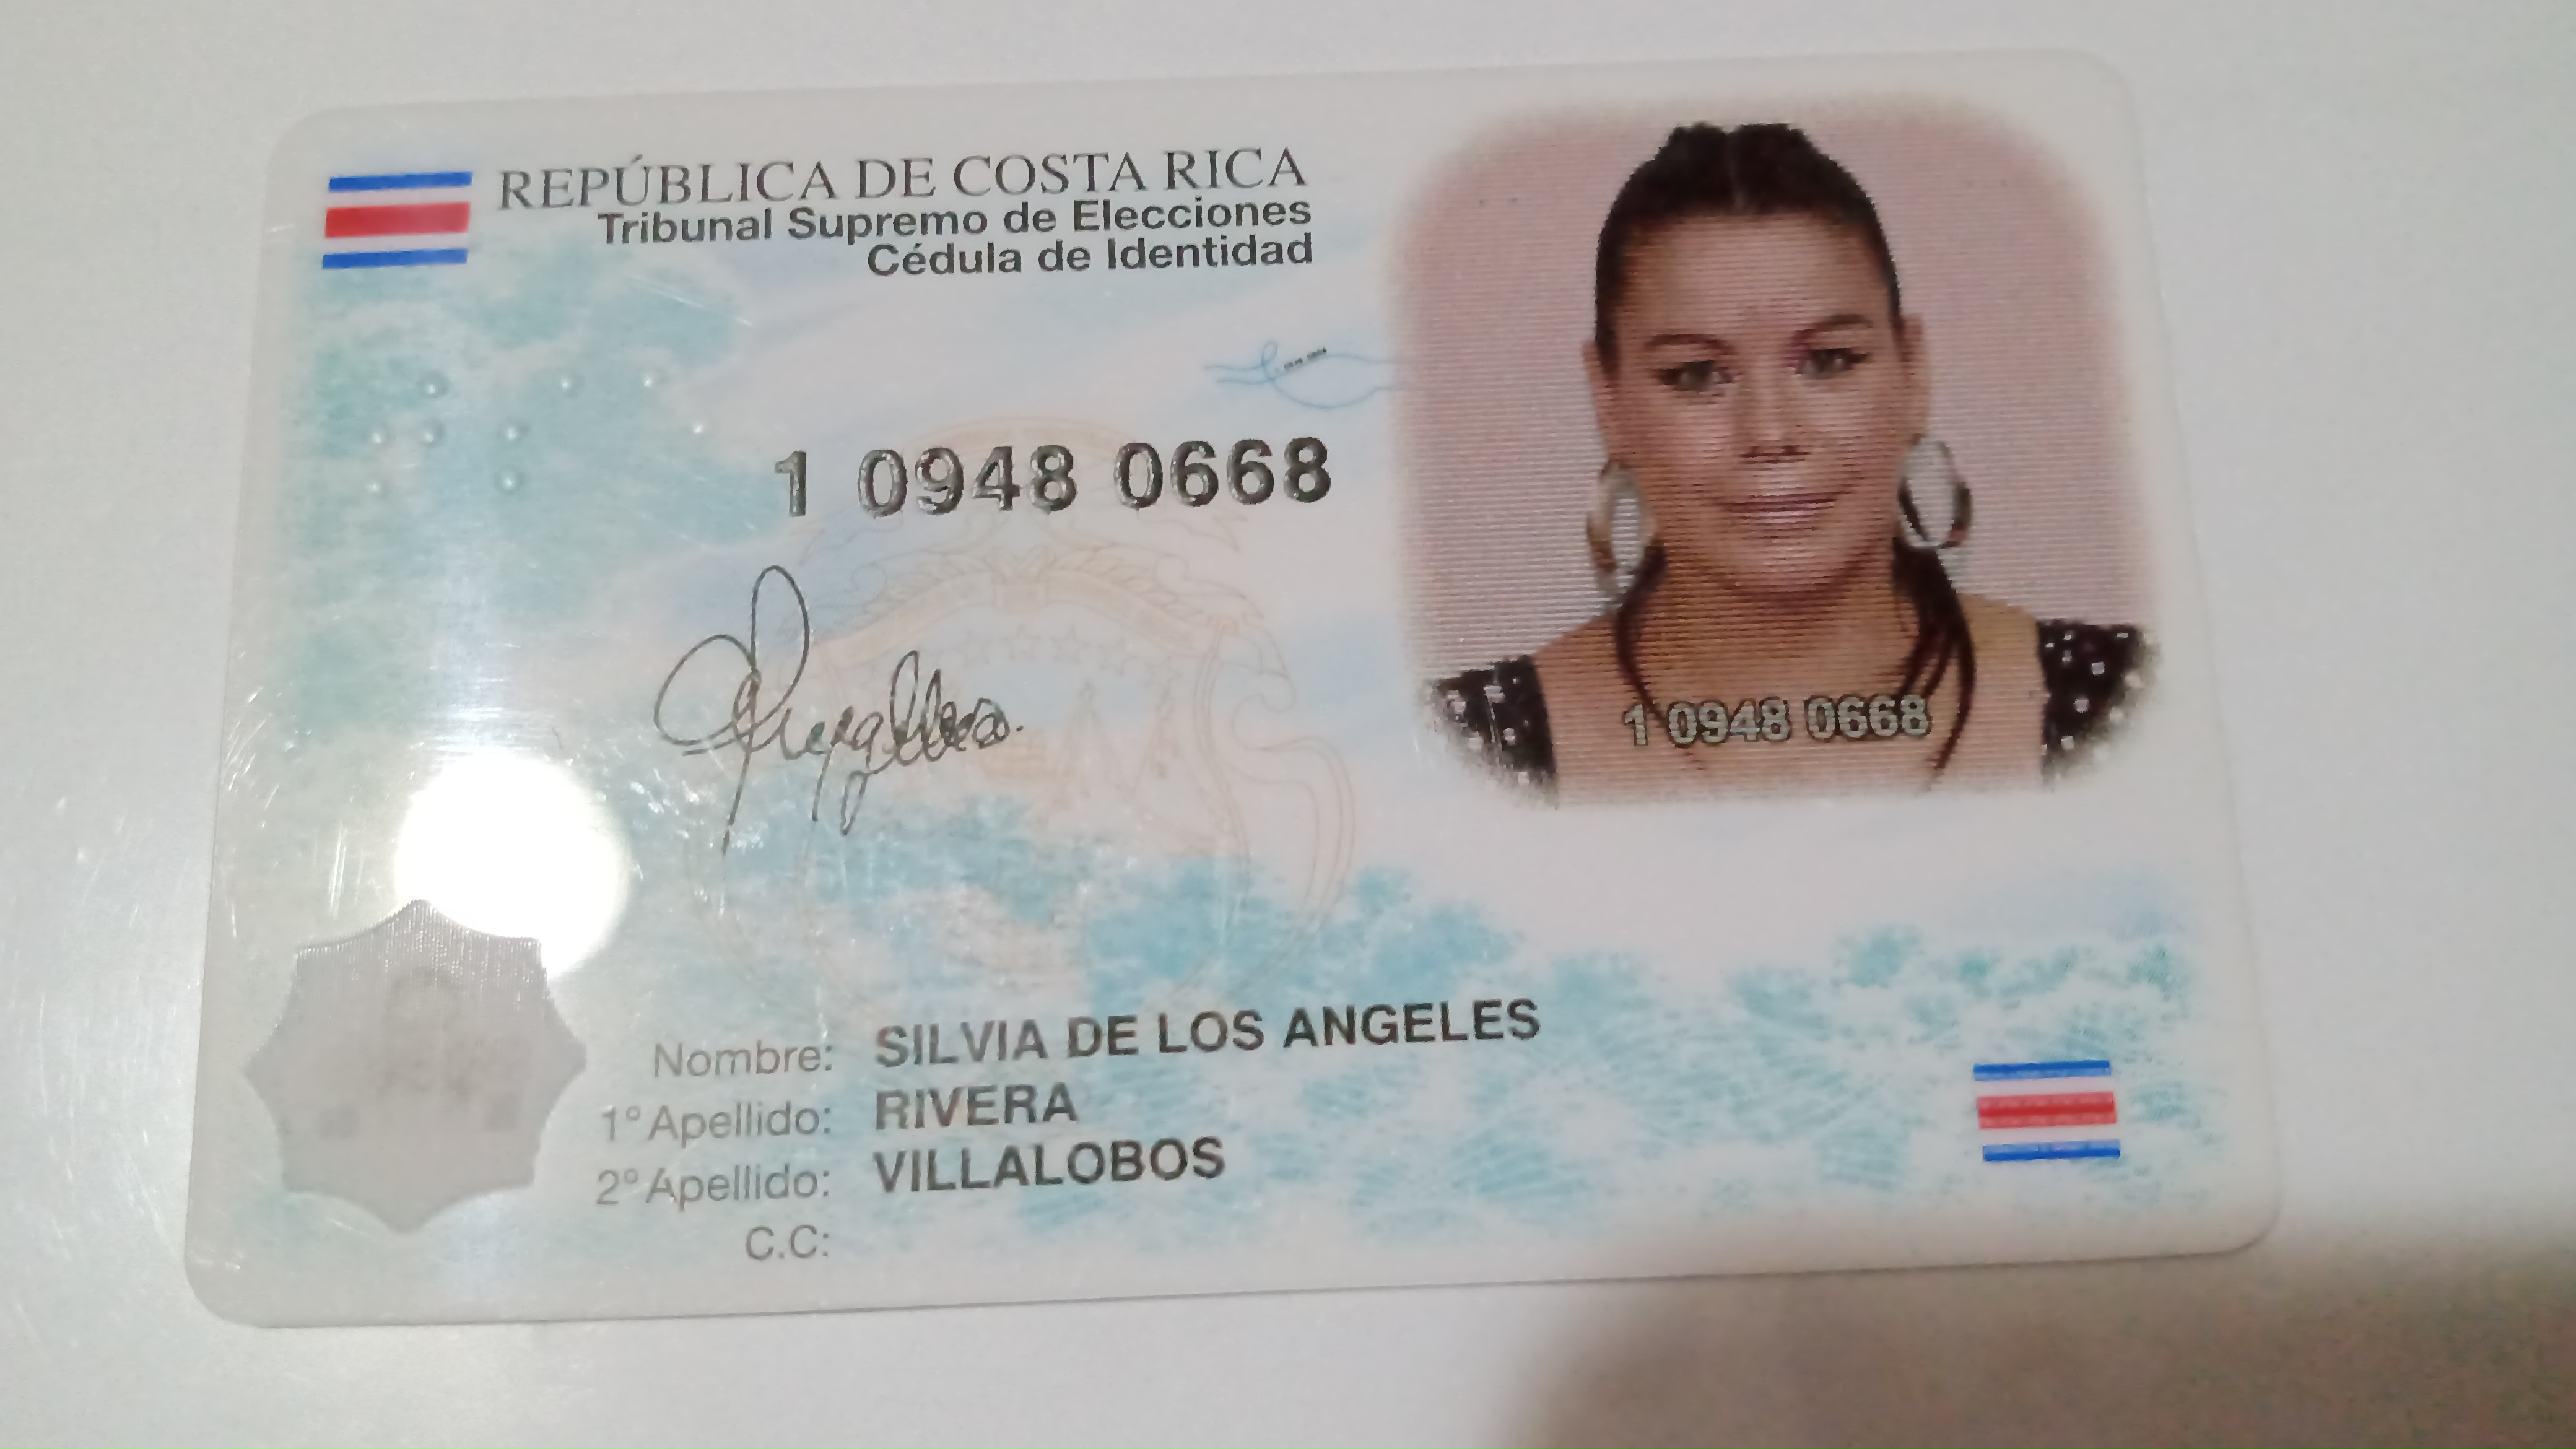 REPÚBLICA DE COSTA RICA
Tribunal Supremo de Elecciones
Cédula de Identidad
1 0948 0668
1 0948 0668
Nombre: SILVIA DE LOS ANGELES
1° Apellido: RIVERA
2° Apellido: VILLALOBOS
C.C: